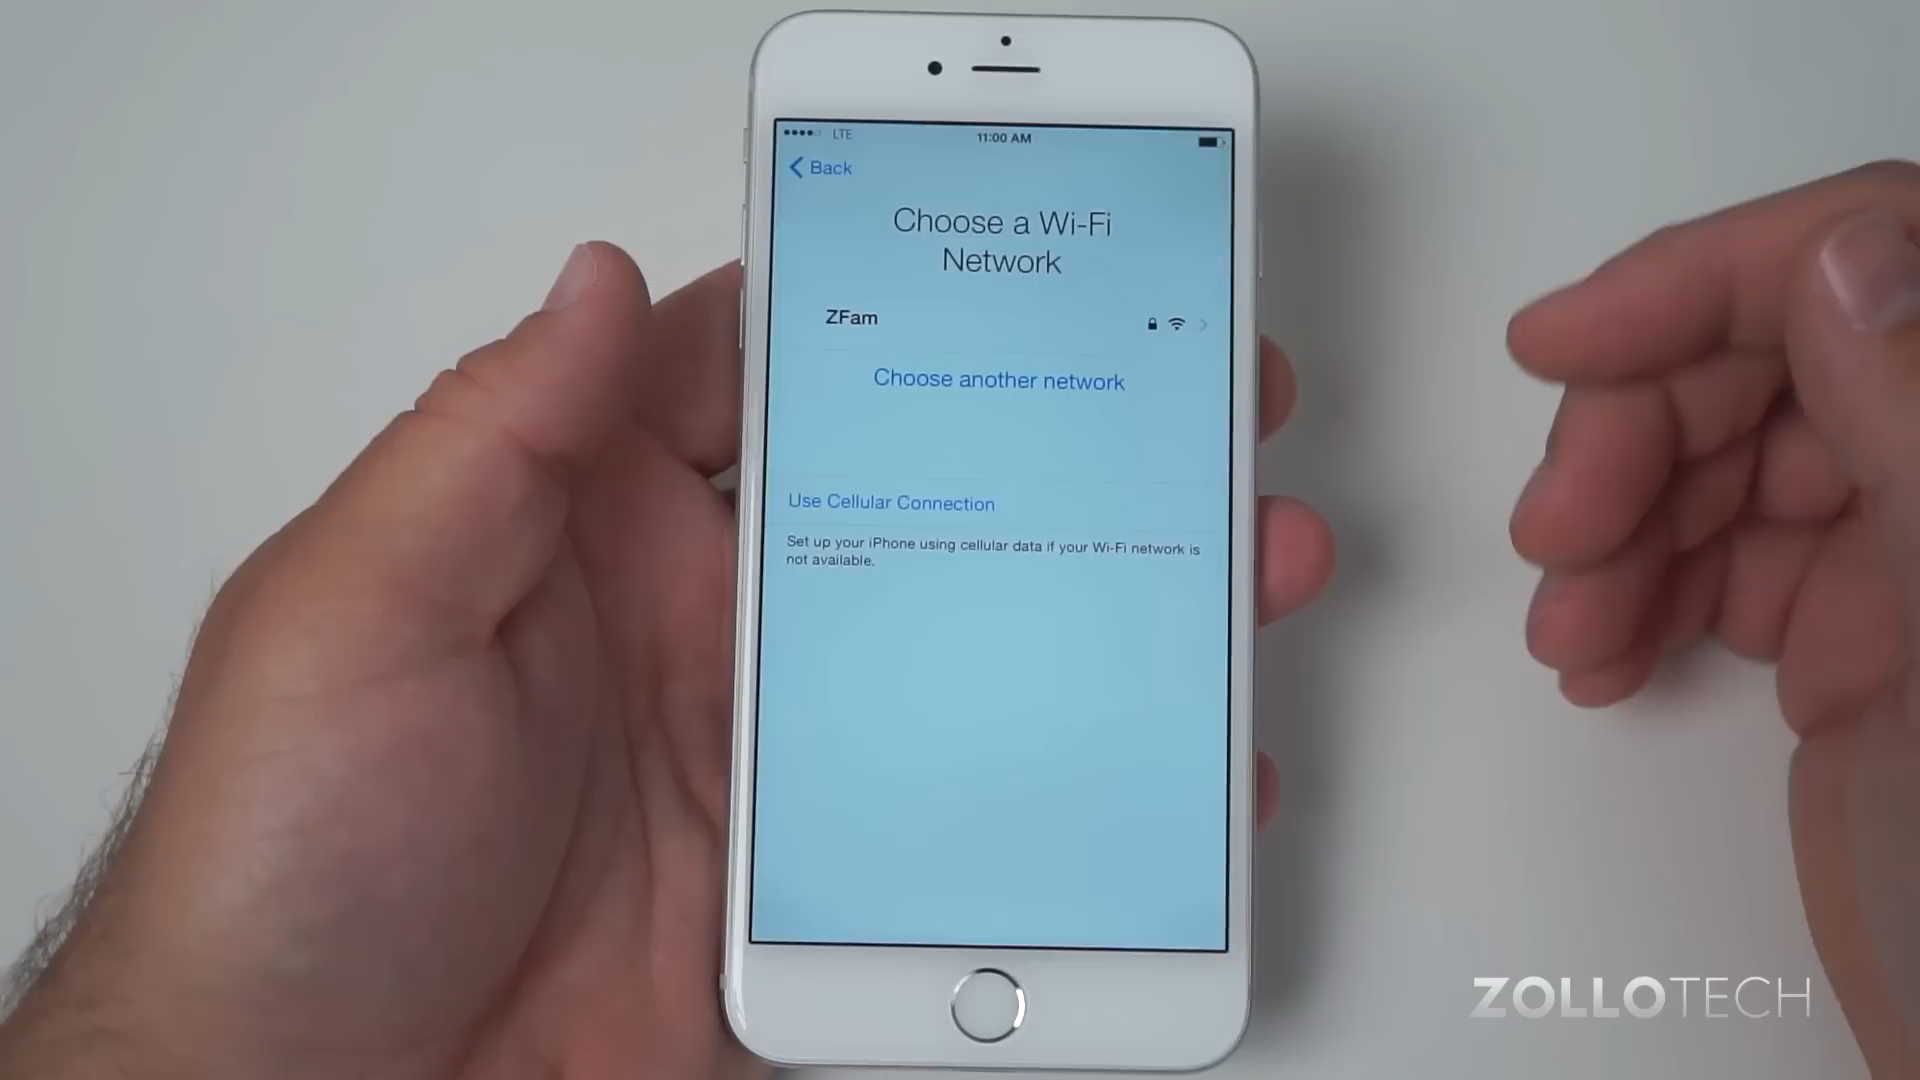 LTE
11:00 AM
Back
Choose a Wi-Fi
Network
ZFam
Choose another network
Use Cellular Connection
Set up your iPhone using cellular data if your Wi-Fi network is
not available.
ZOLLOTECH